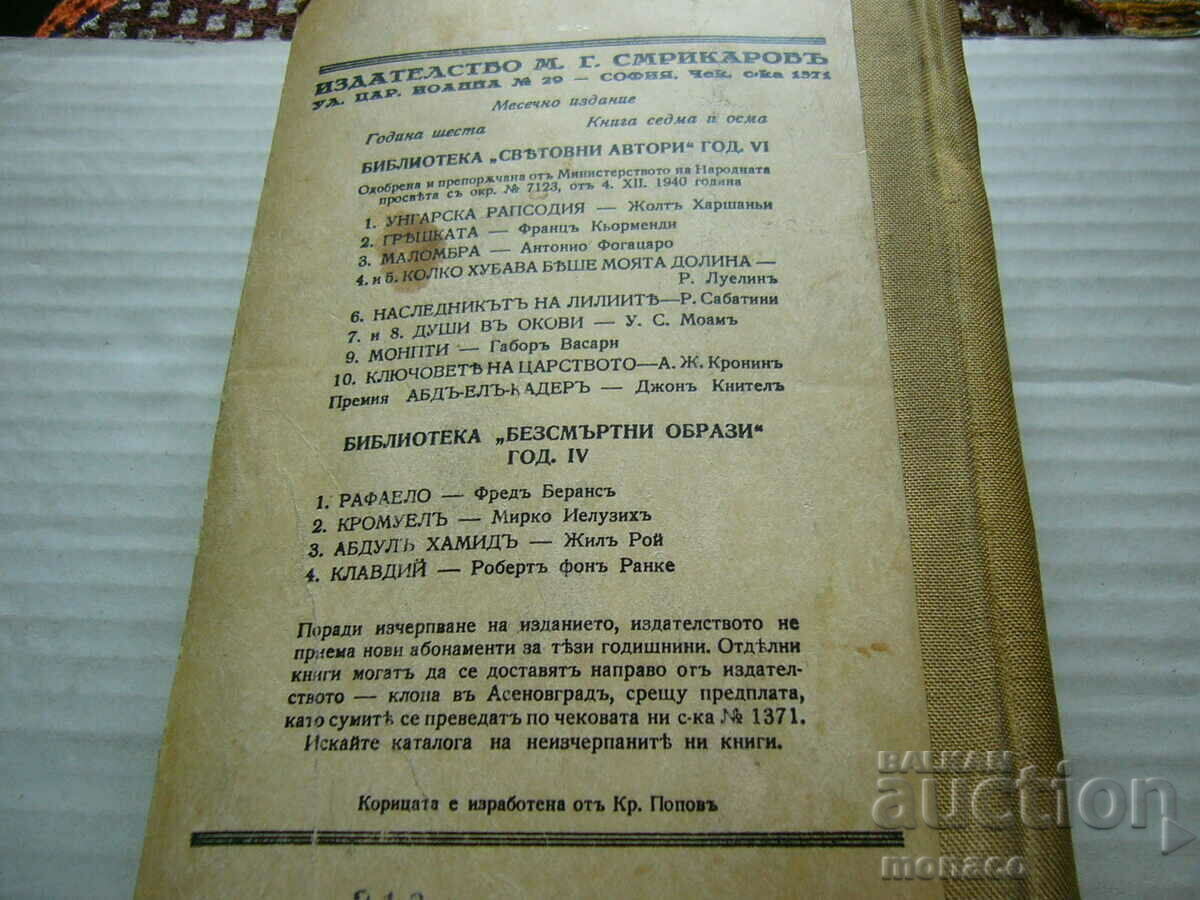 ИЗДАТЕЛСТВО М. Г. СМРИКАРОВЪ
УЛ. ЦАР. ИОАННА № 29 — СОФИЯ, Чек. с-ка 1371
Месечно издание
Година шеста Книга седма и осма
БИБЛИОТЕКА „СВѢТОВНИ АВТОРИ“ ГОД. VI
Одобрена и препорѫчана отъ Министерството на Народната
просвѣта съ окр. № 7123, отъ 4. XII. 1940 година
1. УНГАРСКА РАПСОДИЯ — Жолтъ Харшаньи
2. ГРѢШКАТА — Францъ Кьорменди
3. МАЛОМБРА — Антонио Фогацаро
4. и 5. КОЛКО ХУБАВА БѢШЕ МОЯТА ДОЛИНА —
Р. Луелинъ
6. НАСЛЕДНИКЪТЪ НА ЛИЛИИТѢ—Р. Сабатини
7. и 8. ДУШИ ВЪ ОКОВИ — У. С. Моамъ
9. МОНПТИ — Габоръ Васари
10. КЛЮЧОВЕТѢ НА ЦАРСТВОТО—А. Ж. Кронинъ
Премия АБДЪ-ЕЛЪ-КАДЕРЪ — Джонъ Кнителъ
БИБЛИОТЕКА „БЕЗСМЪРТНИ ОБРАЗИ“
ГОД. IV
1. РАФАЕЛО — Фредъ Берансъ
2. КРОМУЕЛЪ — Мирко Иелузихъ
3. АБДУЛЪ ХАМИДЪ — Жилъ Рой
4. КЛАВДИЙ — Робертъ фонъ Ранке
Поради изчерпване на изданието, издателството не
приема нови абонаменти за тѣзи годишнини. Отдѣлни
книги могатъ да се доставятъ направо отъ издател-
ството — клона въ Асеновградъ, срещу предплата,
като сумитѣ се преведатъ по чековата ни с-ка № 1371.
Искайте каталога на неизчерпанитѣ ни книги.
Корицата е изработена отъ Кр. Поповъ
BALKAN
auction
monaco